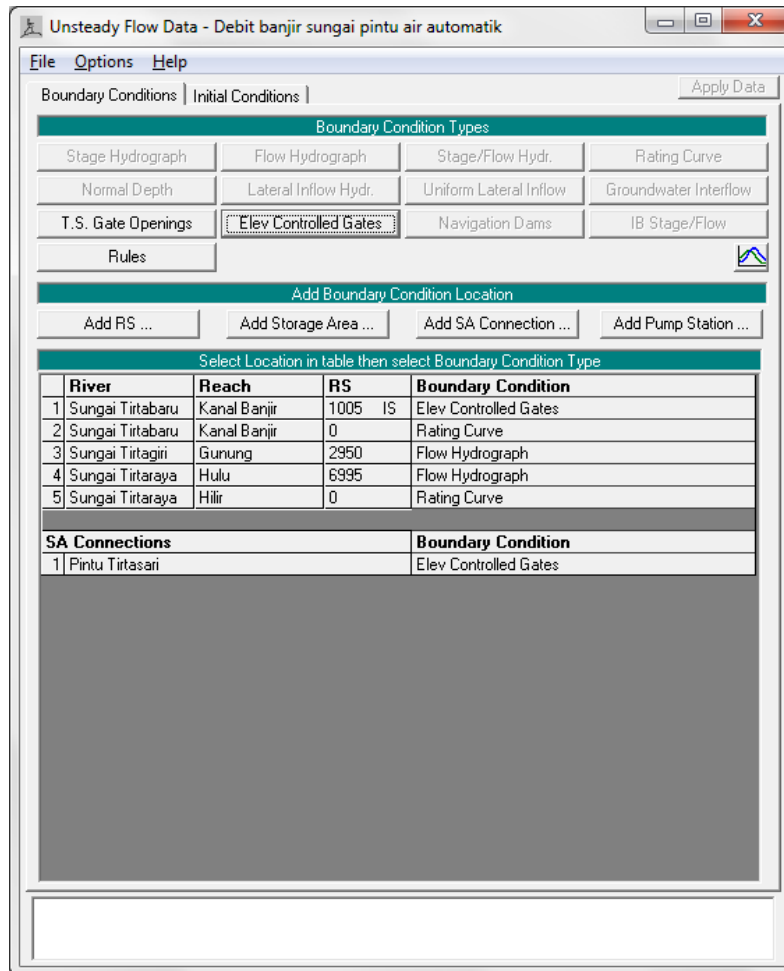 Unsteady Flow Data - Debit banjir sungai pintu air automatik
File Options Help
Boundary Conditions Initial Conditions Apply Data
Boundary Condition Types
Stage Hydrograph Flow Hydrograph Stage/Flow Hydr. Rating Curve
Normal Depth Lateral Inflow Hydr. Uniform Lateral Inflow Groundwater Interflow
T.S. Gate Openings Elev Controlled Gates Navigation Dams IB Stage/Flow
Rules
Add Boundary Condition Location
Add RS ... Add Storage Area ... Add SA Connection ... Add Pump Station ...
Select Location in table then select Boundary Condition Type
River Reach RS Boundary Condition
1 Sungai Tirtabaru Kanal Banjir 1005 IS Elev Controlled Gates
2 Sungai Tirtabaru Kanal Banjir 0 Rating Curve
3 Sungai Tirtagiri Gunung 2950 Flow Hydrograph
4 Sungai Tirtaraya Hulu 6995 Flow Hydrograph
5 Sungai Tirtaraya Hilir 0 Rating Curve
SA Connections Boundary Condition
1 Pintu Tirtasari Elev Controlled Gates